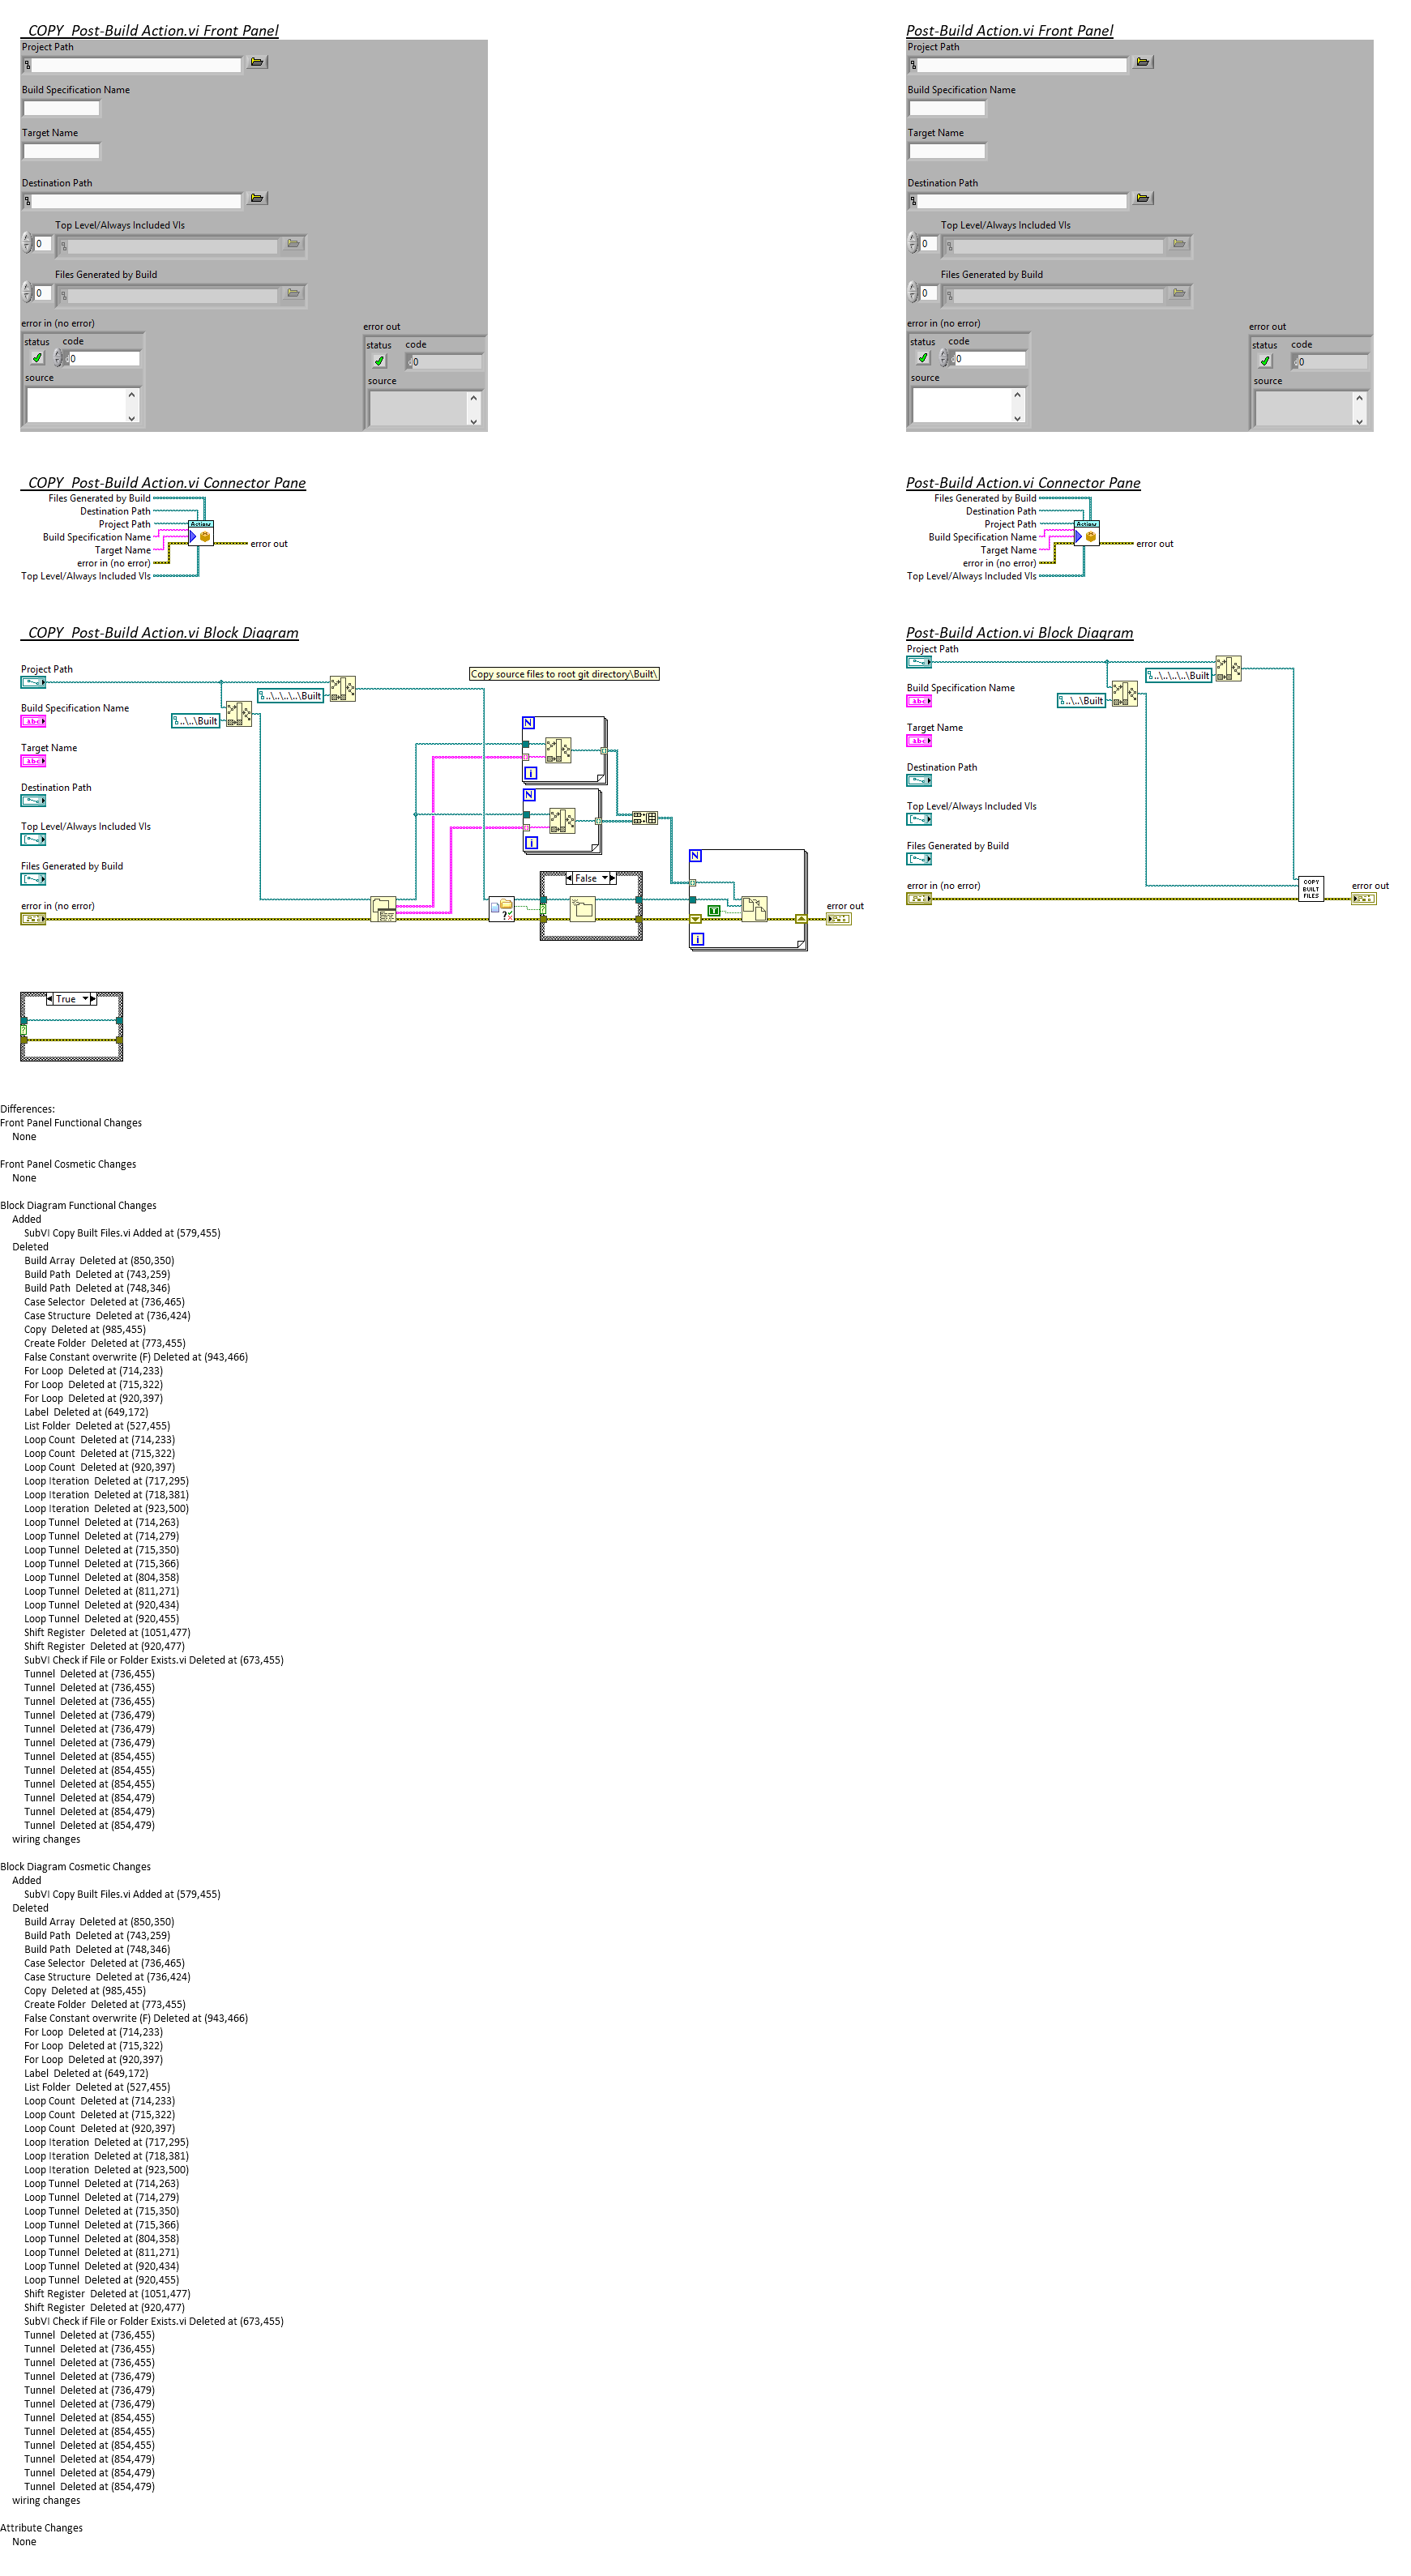 COPY  Post-Build Action.vi Front Panel
Project Path
Build Specification Name
Target Name
Destination Path
Top Level/Always Included VIs
0
Files Generated by Build
0
error in (no error)
error out
status code
0
source
status code
0
source
Post-Build Action.vi Front Panel
Project Path
Build Specification Name
Target Name
Destination Path
Top Level/Always Included VIs
0
Files Generated by Build
0
error in (no error)
error out
status code
0
source
status code
0
source
COPY  Post-Build Action.vi Connector Pane
Files Generated by Build
Destination Path
Project Path
Build Specification Name
Target Name
error in (no error)
Top Level/Always Included VIs
Action
error out
Post-Build Action.vi Connector Pane
Files Generated by Build
Destination Path
Project Path
Build Specification Name
Target Name
error in (no error)
Top Level/Always Included VIs
Action
error out
COPY  Post-Build Action.vi Block Diagram
Project Path
Build Specification Name
abc
Target Name
abc
Destination Path
Top Level/Always Included VIs
Files Generated by Build
error in (no error)
..\..\Built
..\..\..\..\Built
Copy source files to root git directory\Built\
N
i
N
i
False
?
N
T
i
error out
True
?
Post-Build Action.vi Block Diagram
Project Path
Build Specification Name
abc
Target Name
abc
Destination Path
Top Level/Always Included VIs
Files Generated by Build
error in (no error)
..\..\..\..\Built
..\..\Built
COPY
BUILT
FILES
error out
Differences:
Front Panel Functional Changes
None
Front Panel Cosmetic Changes
None
Block Diagram Functional Changes
Added
SubVI Copy Built Files.vi Added at (579,455)
Deleted
Build Array  Deleted at (850,350)
Build Path  Deleted at (743,259)
Build Path  Deleted at (748,346)
Case Selector  Deleted at (736,465)
Case Structure  Deleted at (736,424)
Copy  Deleted at (985,455)
Create Folder  Deleted at (773,455)
False Constant overwrite (F) Deleted at (943,466)
For Loop  Deleted at (714,233)
For Loop  Deleted at (715,322)
For Loop  Deleted at (920,397)
Label  Deleted at (649,172)
List Folder  Deleted at (527,455)
Loop Count  Deleted at (714,233)
Loop Count  Deleted at (715,322)
Loop Count  Deleted at (920,397)
Loop Iteration  Deleted at (717,295)
Loop Iteration  Deleted at (718,381)
Loop Iteration  Deleted at (923,500)
Loop Tunnel  Deleted at (714,263)
Loop Tunnel  Deleted at (714,279)
Loop Tunnel  Deleted at (715,350)
Loop Tunnel  Deleted at (715,366)
Loop Tunnel  Deleted at (804,358)
Loop Tunnel  Deleted at (811,271)
Loop Tunnel  Deleted at (920,434)
Loop Tunnel  Deleted at (920,455)
Shift Register  Deleted at (1051,477)
Shift Register  Deleted at (920,477)
SubVI Check if File or Folder Exists.vi Deleted at (673,455)
Tunnel  Deleted at (736,455)
Tunnel  Deleted at (736,455)
Tunnel  Deleted at (736,455)
Tunnel  Deleted at (736,479)
Tunnel  Deleted at (736,479)
Tunnel  Deleted at (736,479)
Tunnel  Deleted at (854,455)
Tunnel  Deleted at (854,455)
Tunnel  Deleted at (854,455)
Tunnel  Deleted at (854,479)
Tunnel  Deleted at (854,479)
Tunnel  Deleted at (854,479)
wiring changes
Block Diagram Cosmetic Changes
Added
SubVI Copy Built Files.vi Added at (579,455)
Deleted
Build Array  Deleted at (850,350)
Build Path  Deleted at (743,259)
Build Path  Deleted at (748,346)
Case Selector  Deleted at (736,465)
Case Structure  Deleted at (736,424)
Copy  Deleted at (985,455)
Create Folder  Deleted at (773,455)
False Constant overwrite (F) Deleted at (943,466)
For Loop  Deleted at (714,233)
For Loop  Deleted at (715,322)
For Loop  Deleted at (920,397)
Label  Deleted at (649,172)
List Folder  Deleted at (527,455)
Loop Count  Deleted at (714,233)
Loop Count  Deleted at (715,322)
Loop Count  Deleted at (920,397)
Loop Iteration  Deleted at (717,295)
Loop Iteration  Deleted at (718,381)
Loop Iteration  Deleted at (923,500)
Loop Tunnel  Deleted at (714,263)
Loop Tunnel  Deleted at (714,279)
Loop Tunnel  Deleted at (715,350)
Loop Tunnel  Deleted at (715,366)
Loop Tunnel  Deleted at (804,358)
Loop Tunnel  Deleted at (811,271)
Loop Tunnel  Deleted at (920,434)
Loop Tunnel  Deleted at (920,455)
Shift Register  Deleted at (1051,477)
Shift Register  Deleted at (920,477)
SubVI Check if File or Folder Exists.vi Deleted at (673,455)
Tunnel  Deleted at (736,455)
Tunnel  Deleted at (736,455)
Tunnel  Deleted at (736,455)
Tunnel  Deleted at (736,479)
Tunnel  Deleted at (736,479)
Tunnel  Deleted at (736,479)
Tunnel  Deleted at (854,455)
Tunnel  Deleted at (854,455)
Tunnel  Deleted at (854,455)
Tunnel  Deleted at (854,479)
Tunnel  Deleted at (854,479)
Tunnel  Deleted at (854,479)
wiring changes
Attribute Changes
None